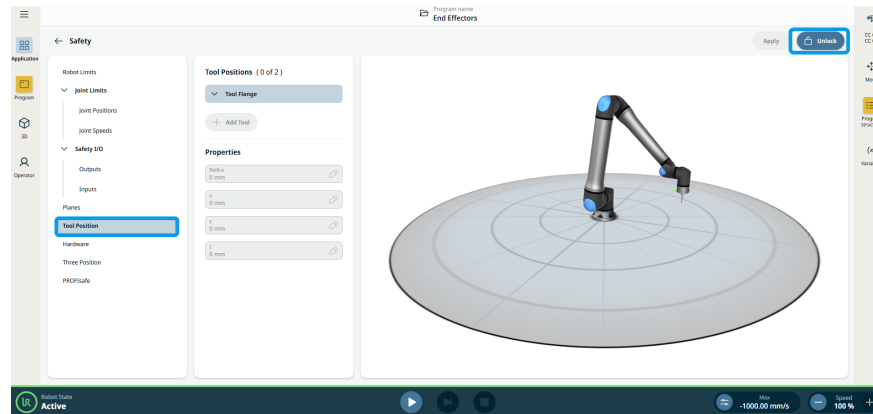 Program name
End Effectors
Safety
Apply
Unlock
Application
Program
3D
Operator
Robot Limits
Joint Limits
Joint Positions
Joint Speeds
Safety I/O
Outputs
Inputs
Planes
Tool Position
Hardware
Three Position
PROFIsafe
Tool Positions ( 0 of 2 )
Tool Flange
Add Tool
Properties
Radius
0 mm
x
0 mm
y
0 mm
z
0 mm
UR
Robot State
Active
Max
-1000.00 mm/s
Speed
100 %